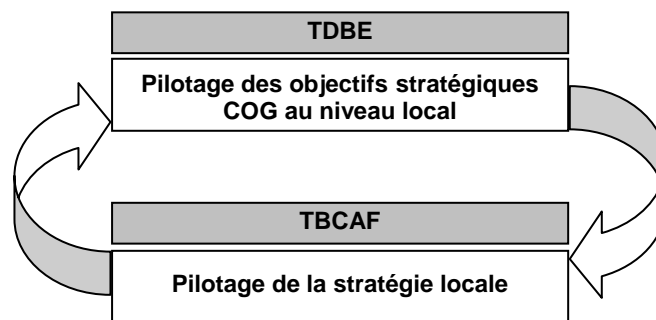 TDBE
Pilotage des objectifs stratégiques
COG au niveau local
TBCAF
Pilotage de la stratégie locale